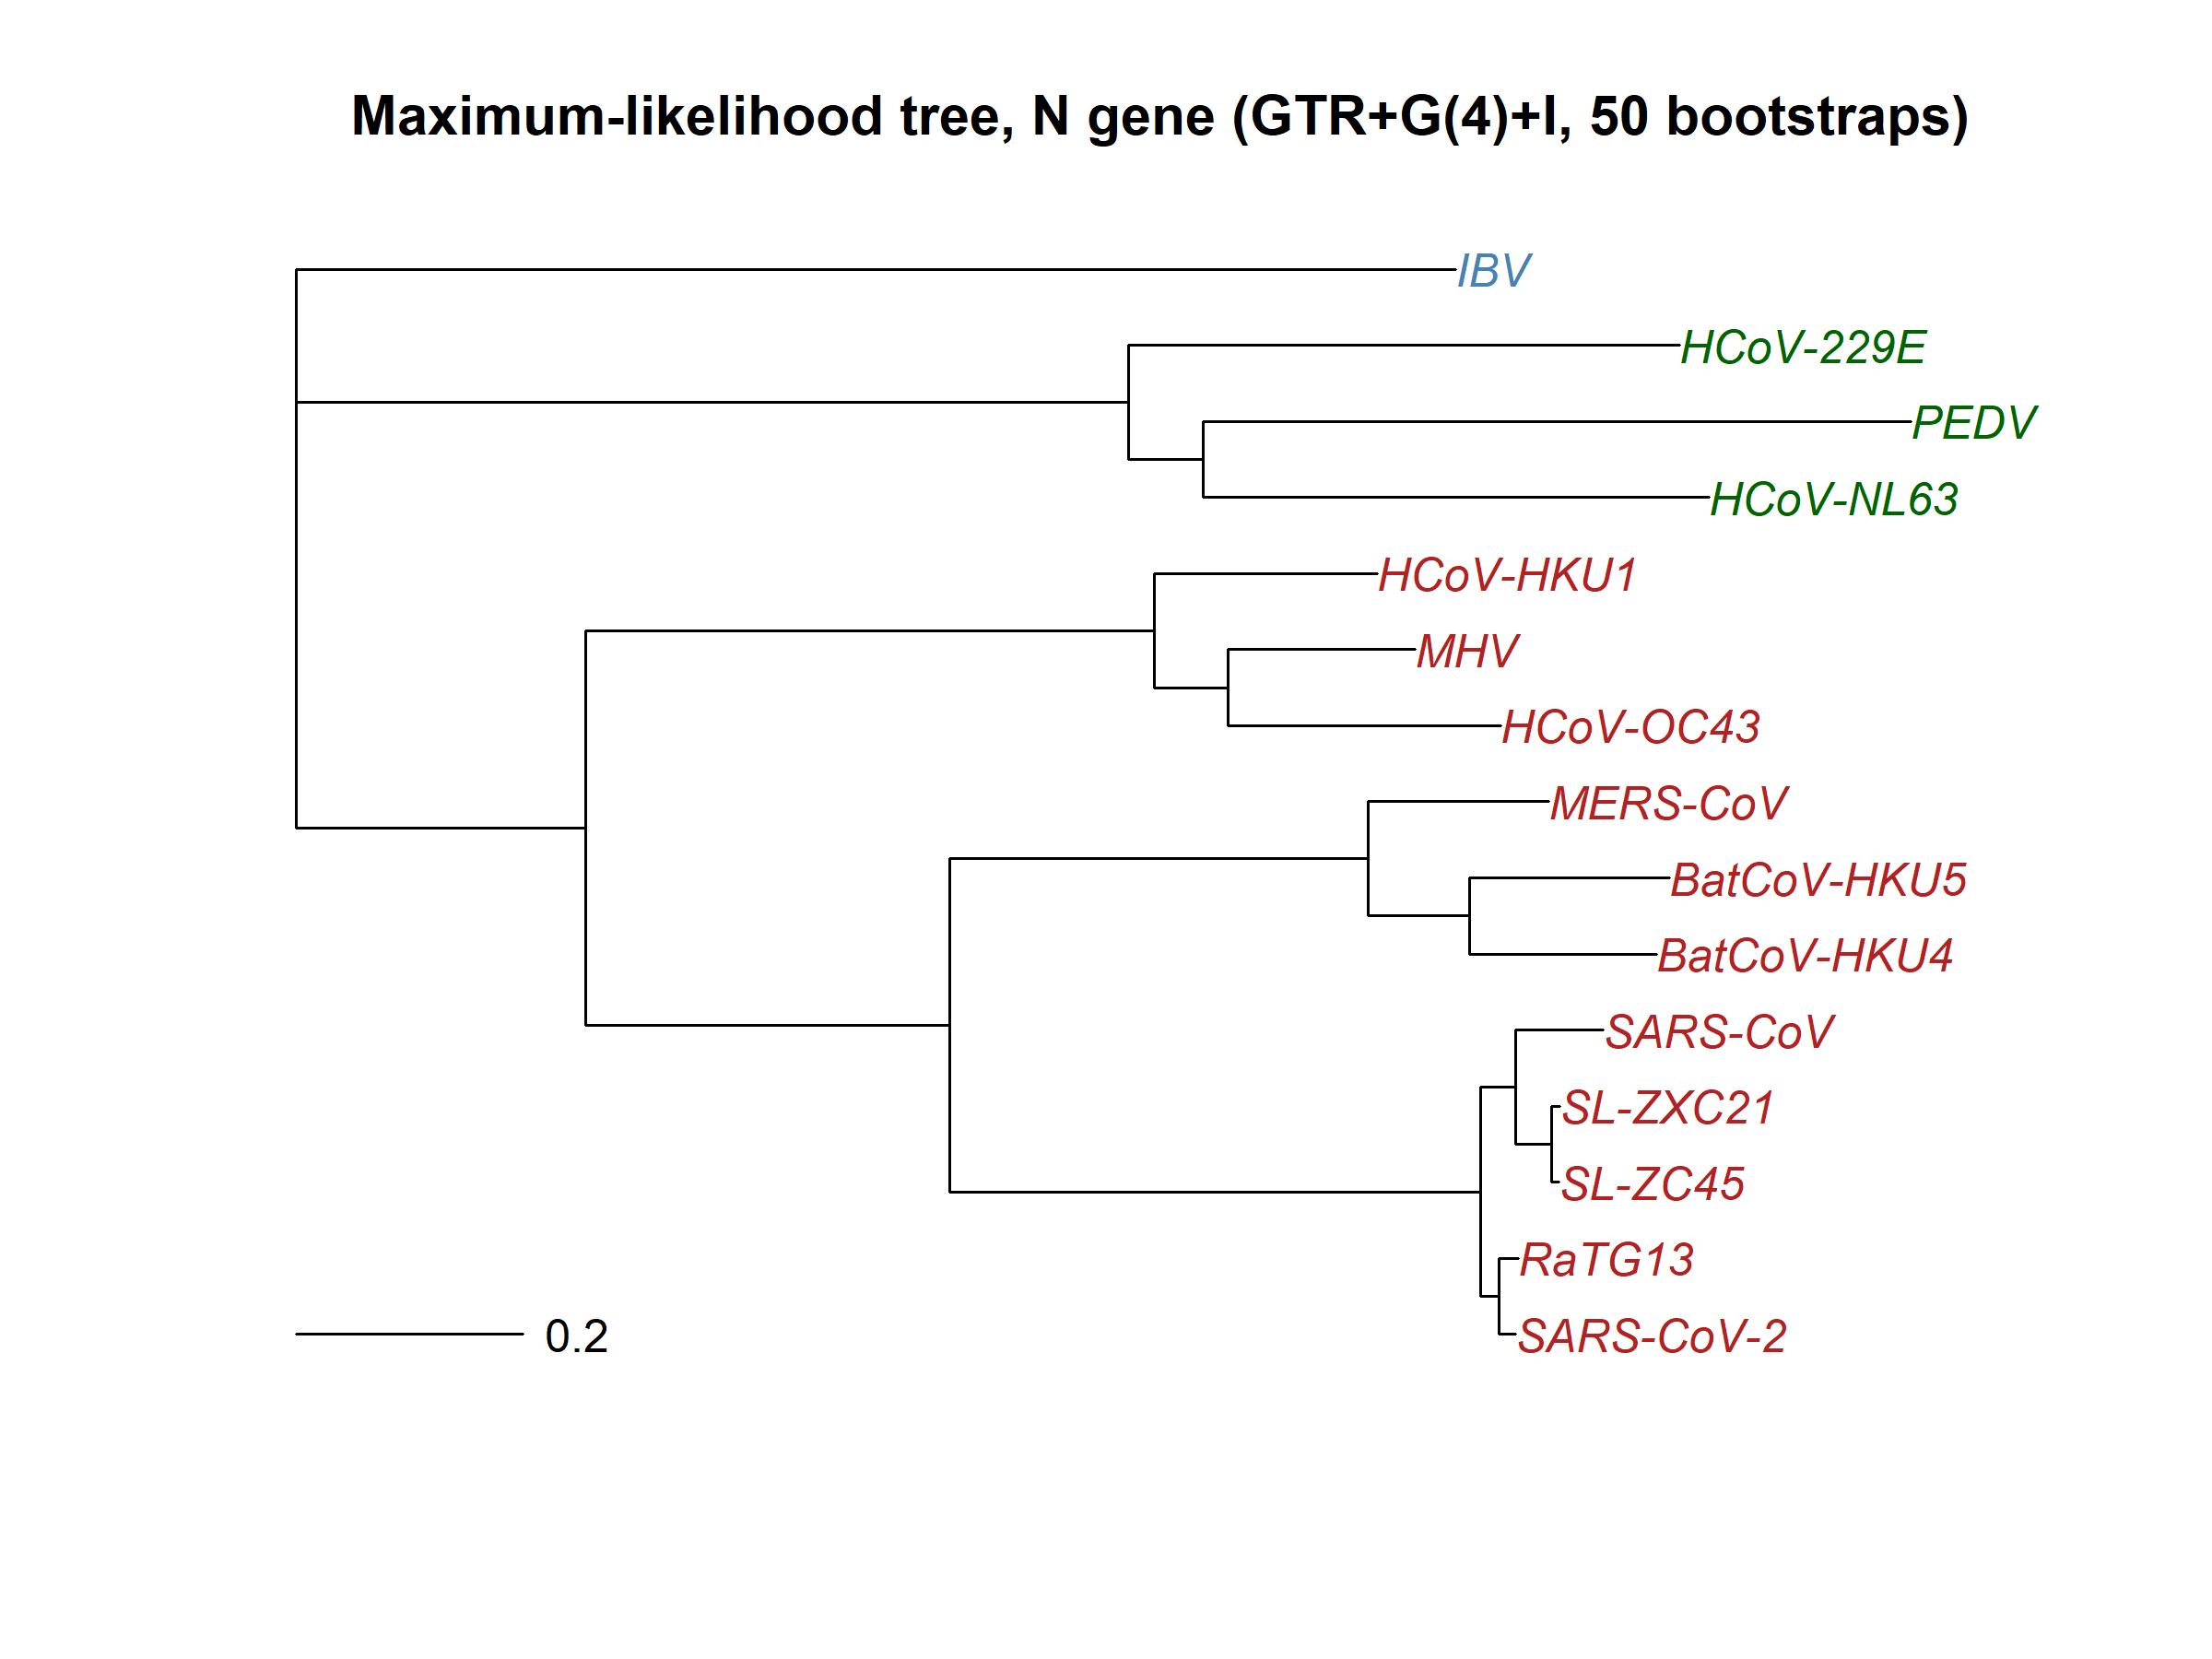 Maximum-likelihood tree, N gene (GTR+G(4)+I, 50 bootstraps)
IBV
HCoV-229E
PEDV
HCoV-NL63
HCoV-HKU1
MHV
HCoV-OC43
MERS-CoV
BatCoV-HKU5
BatCoV-HKU4
SARS-CoV
SL-ZXC21
SL-ZC45
RaTG13
SARS-CoV-2
0.2